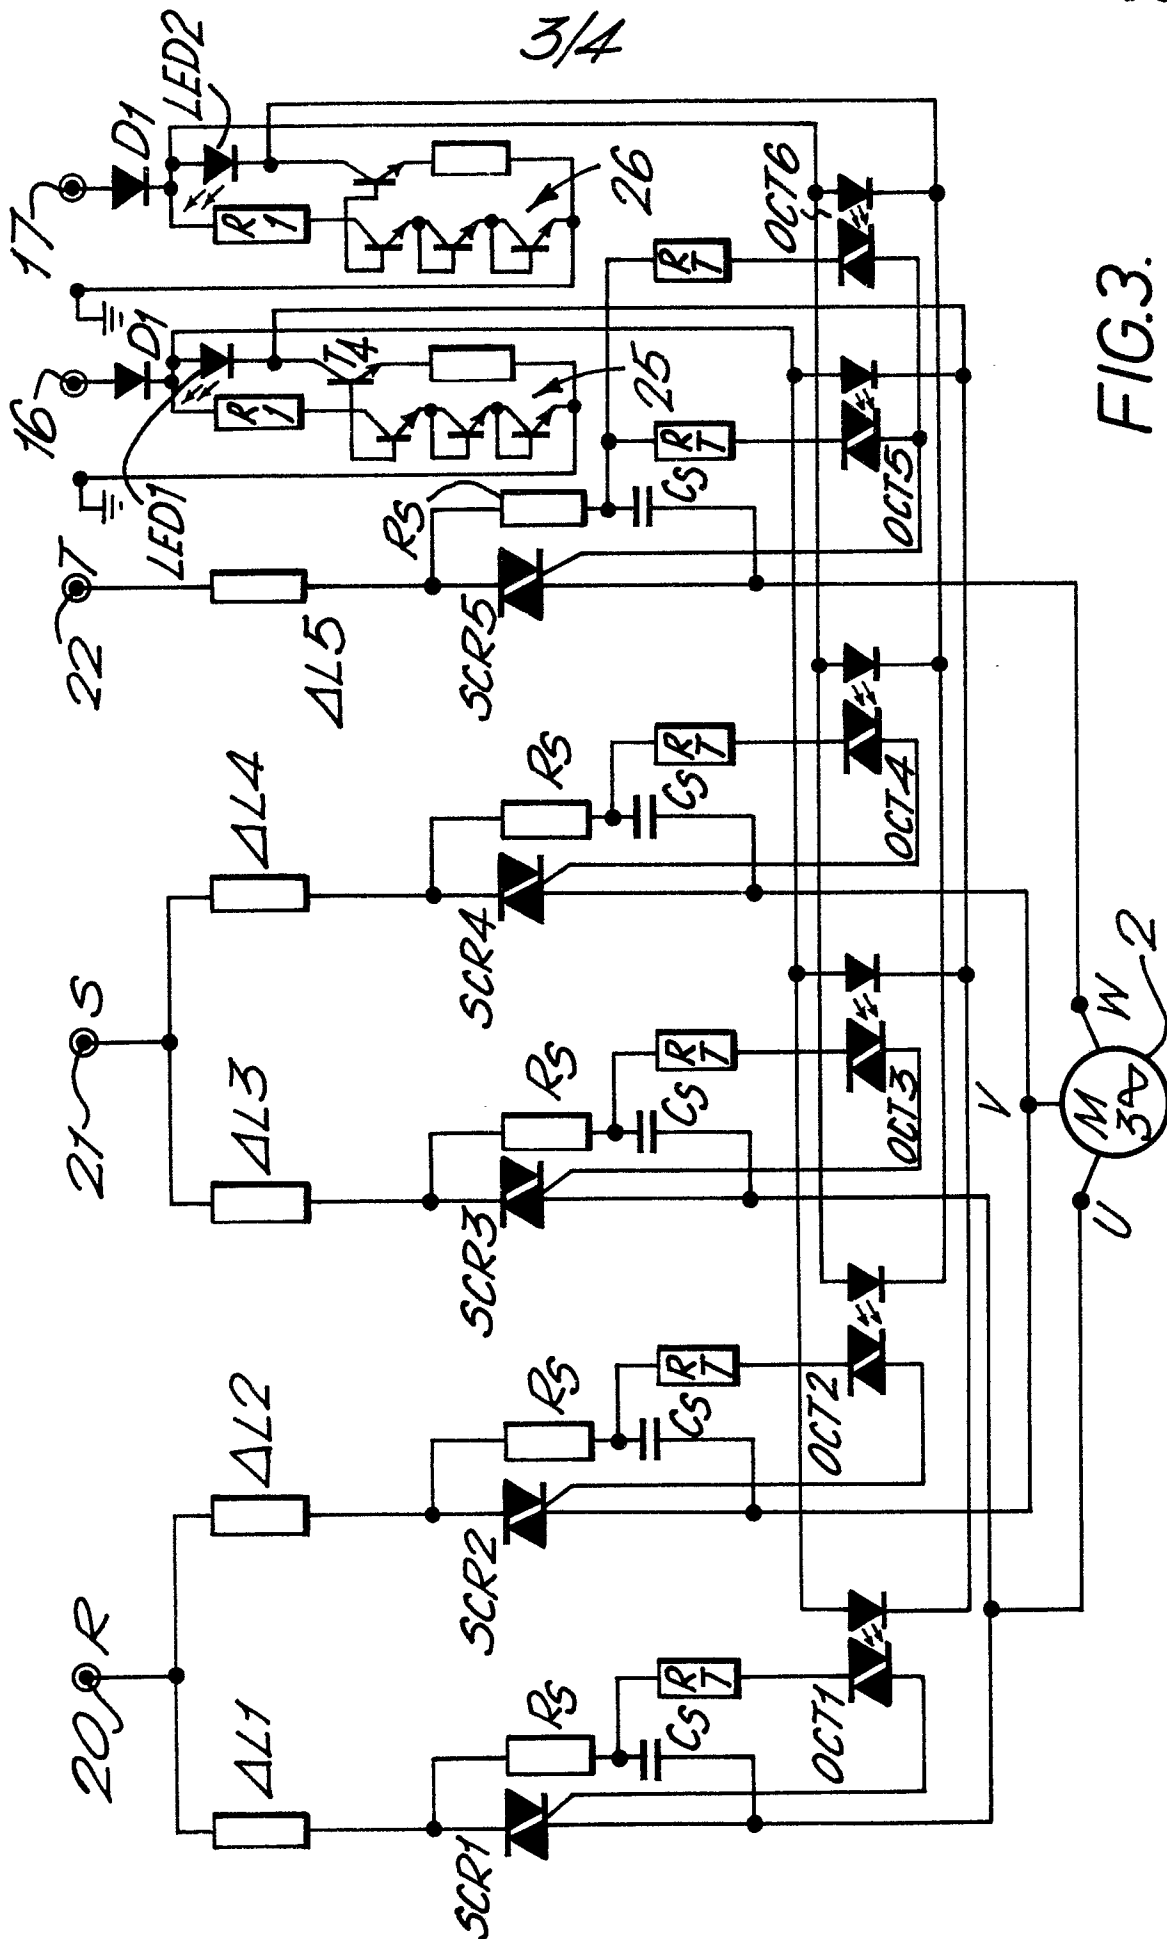 3/4
20
R
21
S
22
T
16
17
D1
D1
LED1
LED2
ΔL1
ΔL2
ΔL3
ΔL4
ΔL5
R1
R1
T4
25
26
SCR1
SCR2
SCR3
SCR4
SCR5
RS
RS
RS
RS
RS
CS
CS
CS
CS
CS
RT
RT
RT
RT
RT
RT
OCT1
OCT2
OCT3
OCT4
OCT5
OCT6
U
V
W
M
3~
2
FIG.3.